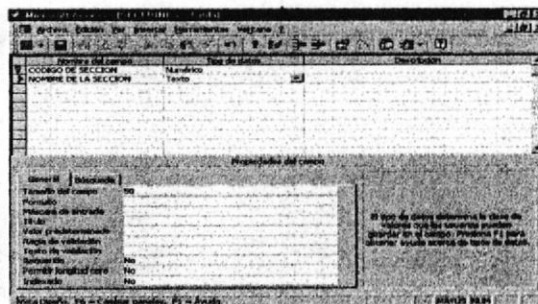 Archivo Edición Ver Insertar Herramientas Ventana ?
Nombre del campo Tipo de datos Descripción
CODIGO DE SECCION Numérico
NOMBRE DE LA SECCION Texto
Propiedades del campo
General Búsqueda
Tamaño del campo 50
Formato
Máscara de entrada
Título
Valor predeterminado
Regla de validación
Texto de validación
Requerido No
Permitir longitud cero No
Indexado No
El tipo de datos determina la clase de
valores que los usuarios pueden
guardar en el campo. Presione F1 para
obtener ayuda acerca de tipos de datos.